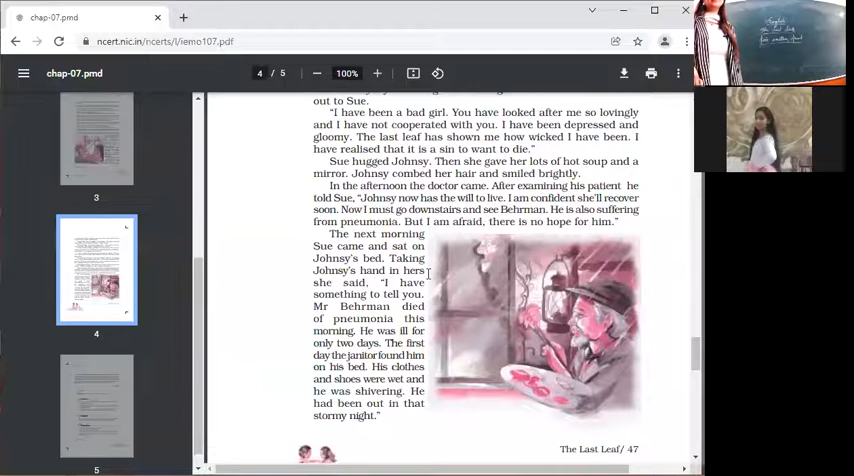 chap-07.pmd
ncert.nic.in/ncerts/l/iemo107.pdf
chap-07.pmd
4 / 5
100%
3
4
5
out to Sue.
“I have been a bad girl. You have looked after me so lovingly
and I have not cooperated with you. I have been depressed and
gloomy. The last leaf has shown me how wicked I have been. I
have realised that it is a sin to want to die.”
Sue hugged Johnsy. Then she gave her lots of hot soup and a
mirror. Johnsy combed her hair and smiled brightly.
In the afternoon the doctor came. After examining his patient he
told Sue, “Johnsy now has the will to live. I am confident she’ll recover
soon. Now I must go downstairs and see Behrman. He is also suffering
from pneumonia. But I am afraid, there is no hope for him.”
The next morning
Sue came and sat on
Johnsy’s bed. Taking
Johnsy’s hand in hers
she said, “I have
something to tell you.
Mr Behrman died
of pneumonia this
morning. He was ill for
only two days. The first
day the janitor found him
on his bed. His clothes
and shoes were wet and
he was shivering. He
had been out in that
stormy night.”
The Last Leaf/ 47
English
The last leaf